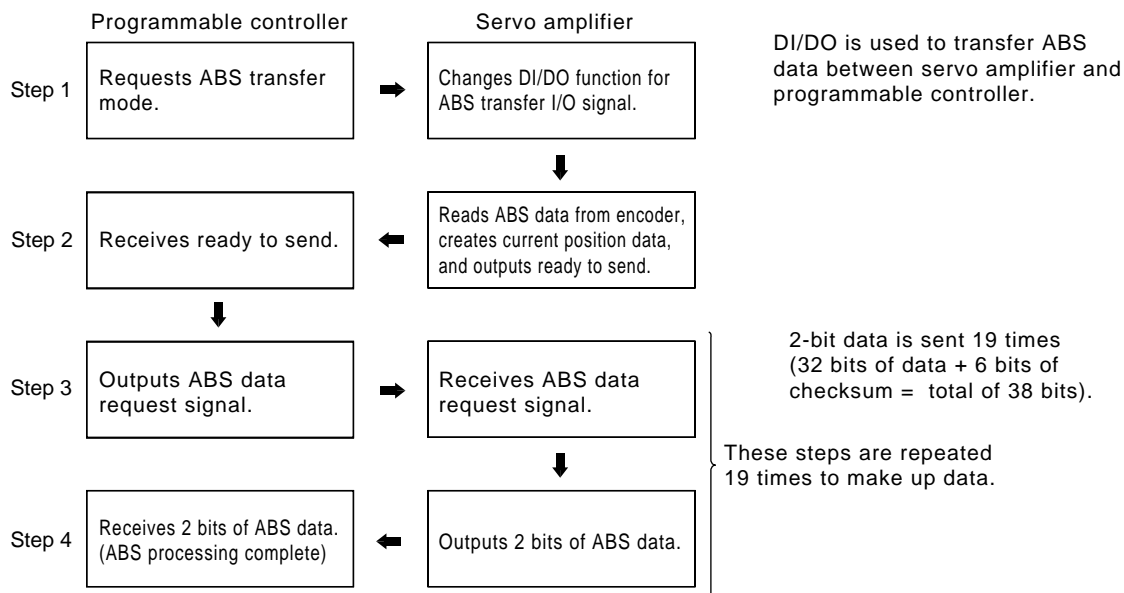 Programmable controller
Servo amplifier
Step 1
Requests ABS transfer
mode.
Changes DI/DO function for
ABS transfer I/O signal.
DI/DO is used to transfer ABS
data between servo amplifier and
programmable controller.
Step 2
Receives ready to send.
Reads ABS data from encoder,
creates current position data,
and outputs ready to send.
Step 3
Outputs ABS data
request signal.
Receives ABS data
request signal.
2-bit data is sent 19 times
(32 bits of data + 6 bits of
checksum = total of 38 bits).
These steps are repeated
19 times to make up data.
Step 4
Receives 2 bits of ABS data.
(ABS processing complete)
Outputs 2 bits of ABS data.